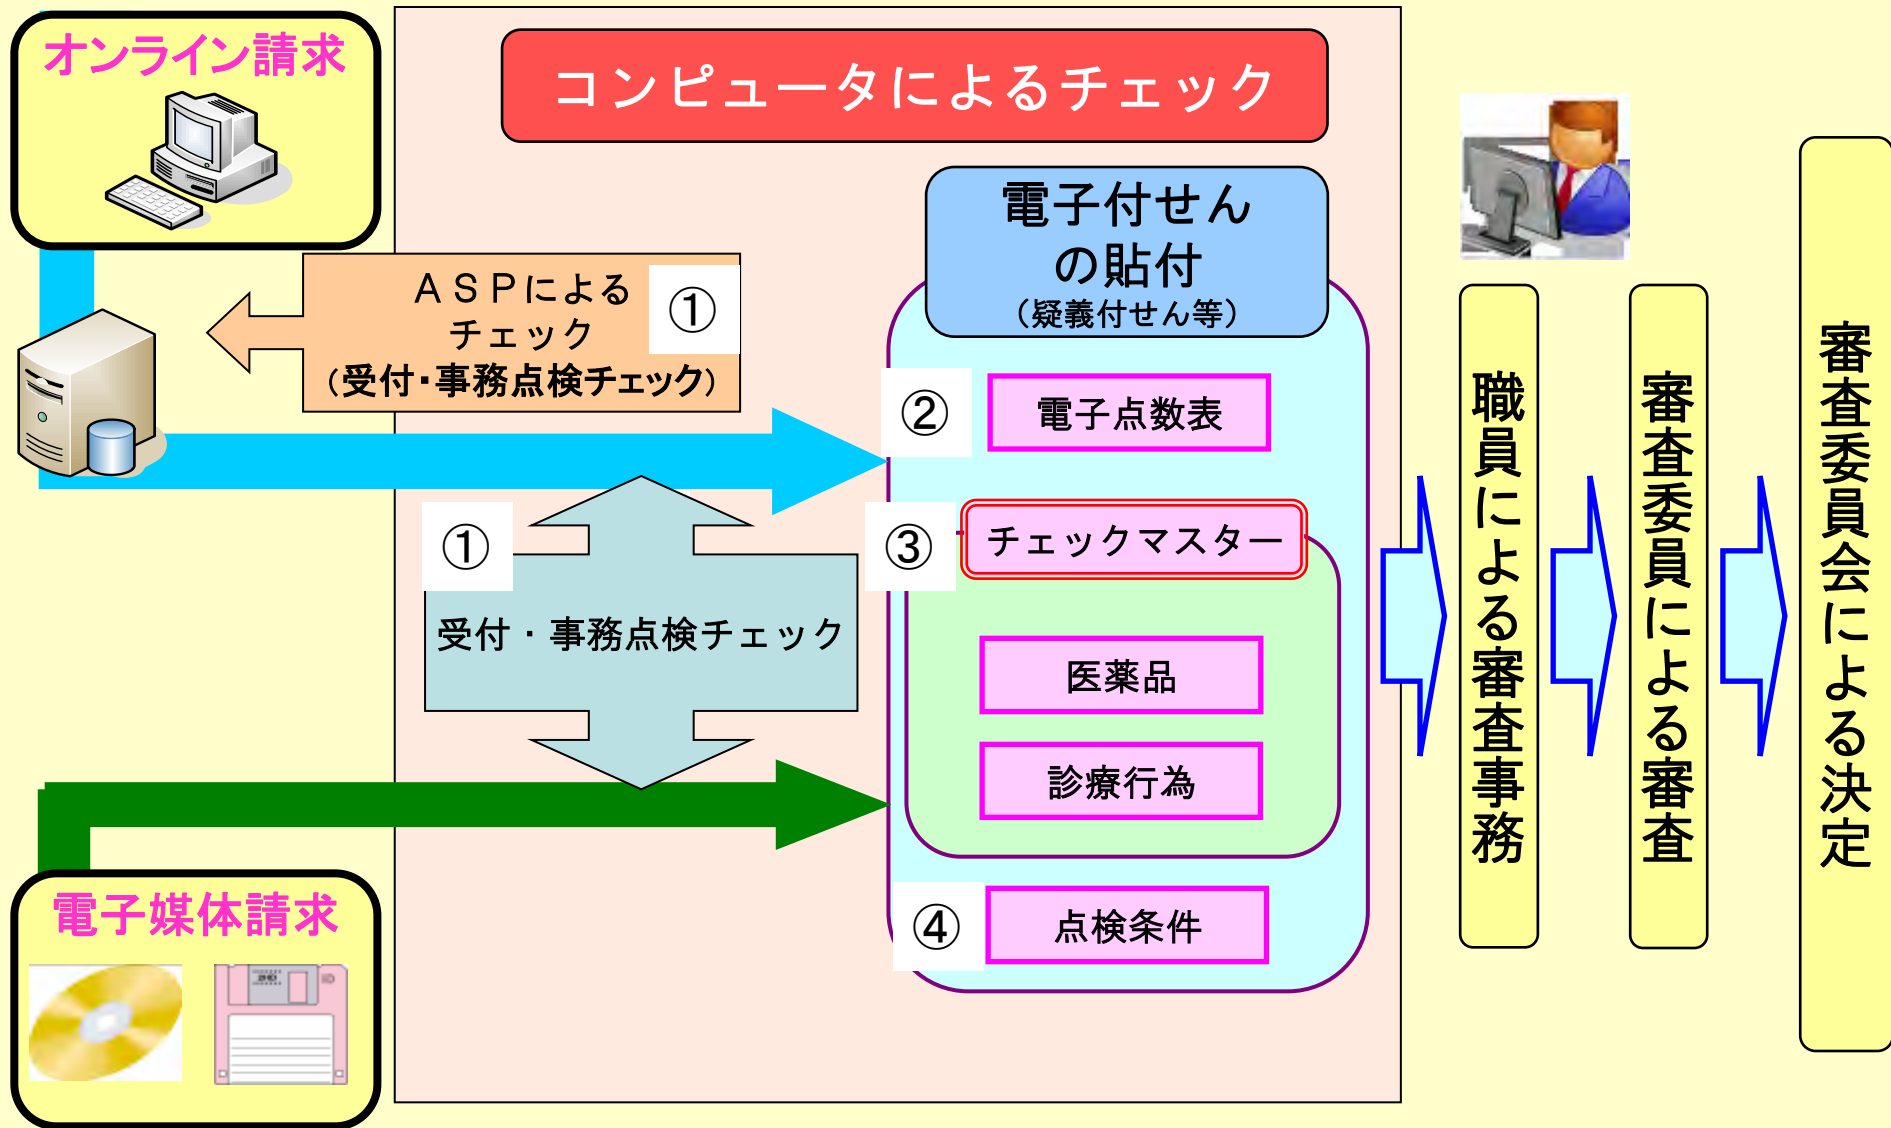 オンライン請求
コンピュータによるチェック
電子付せん
の貼付
（疑義付せん等）
ＡＳＰによる
チェック
（受付・事務点検チェック）
①
②
電子点数表
①
受付・事務点検チェック
③
チェックマスター
医薬品
診療行為
④
点検条件
電子媒体請求
職員による審査事務
審査委員による審査
審査委員会による決定